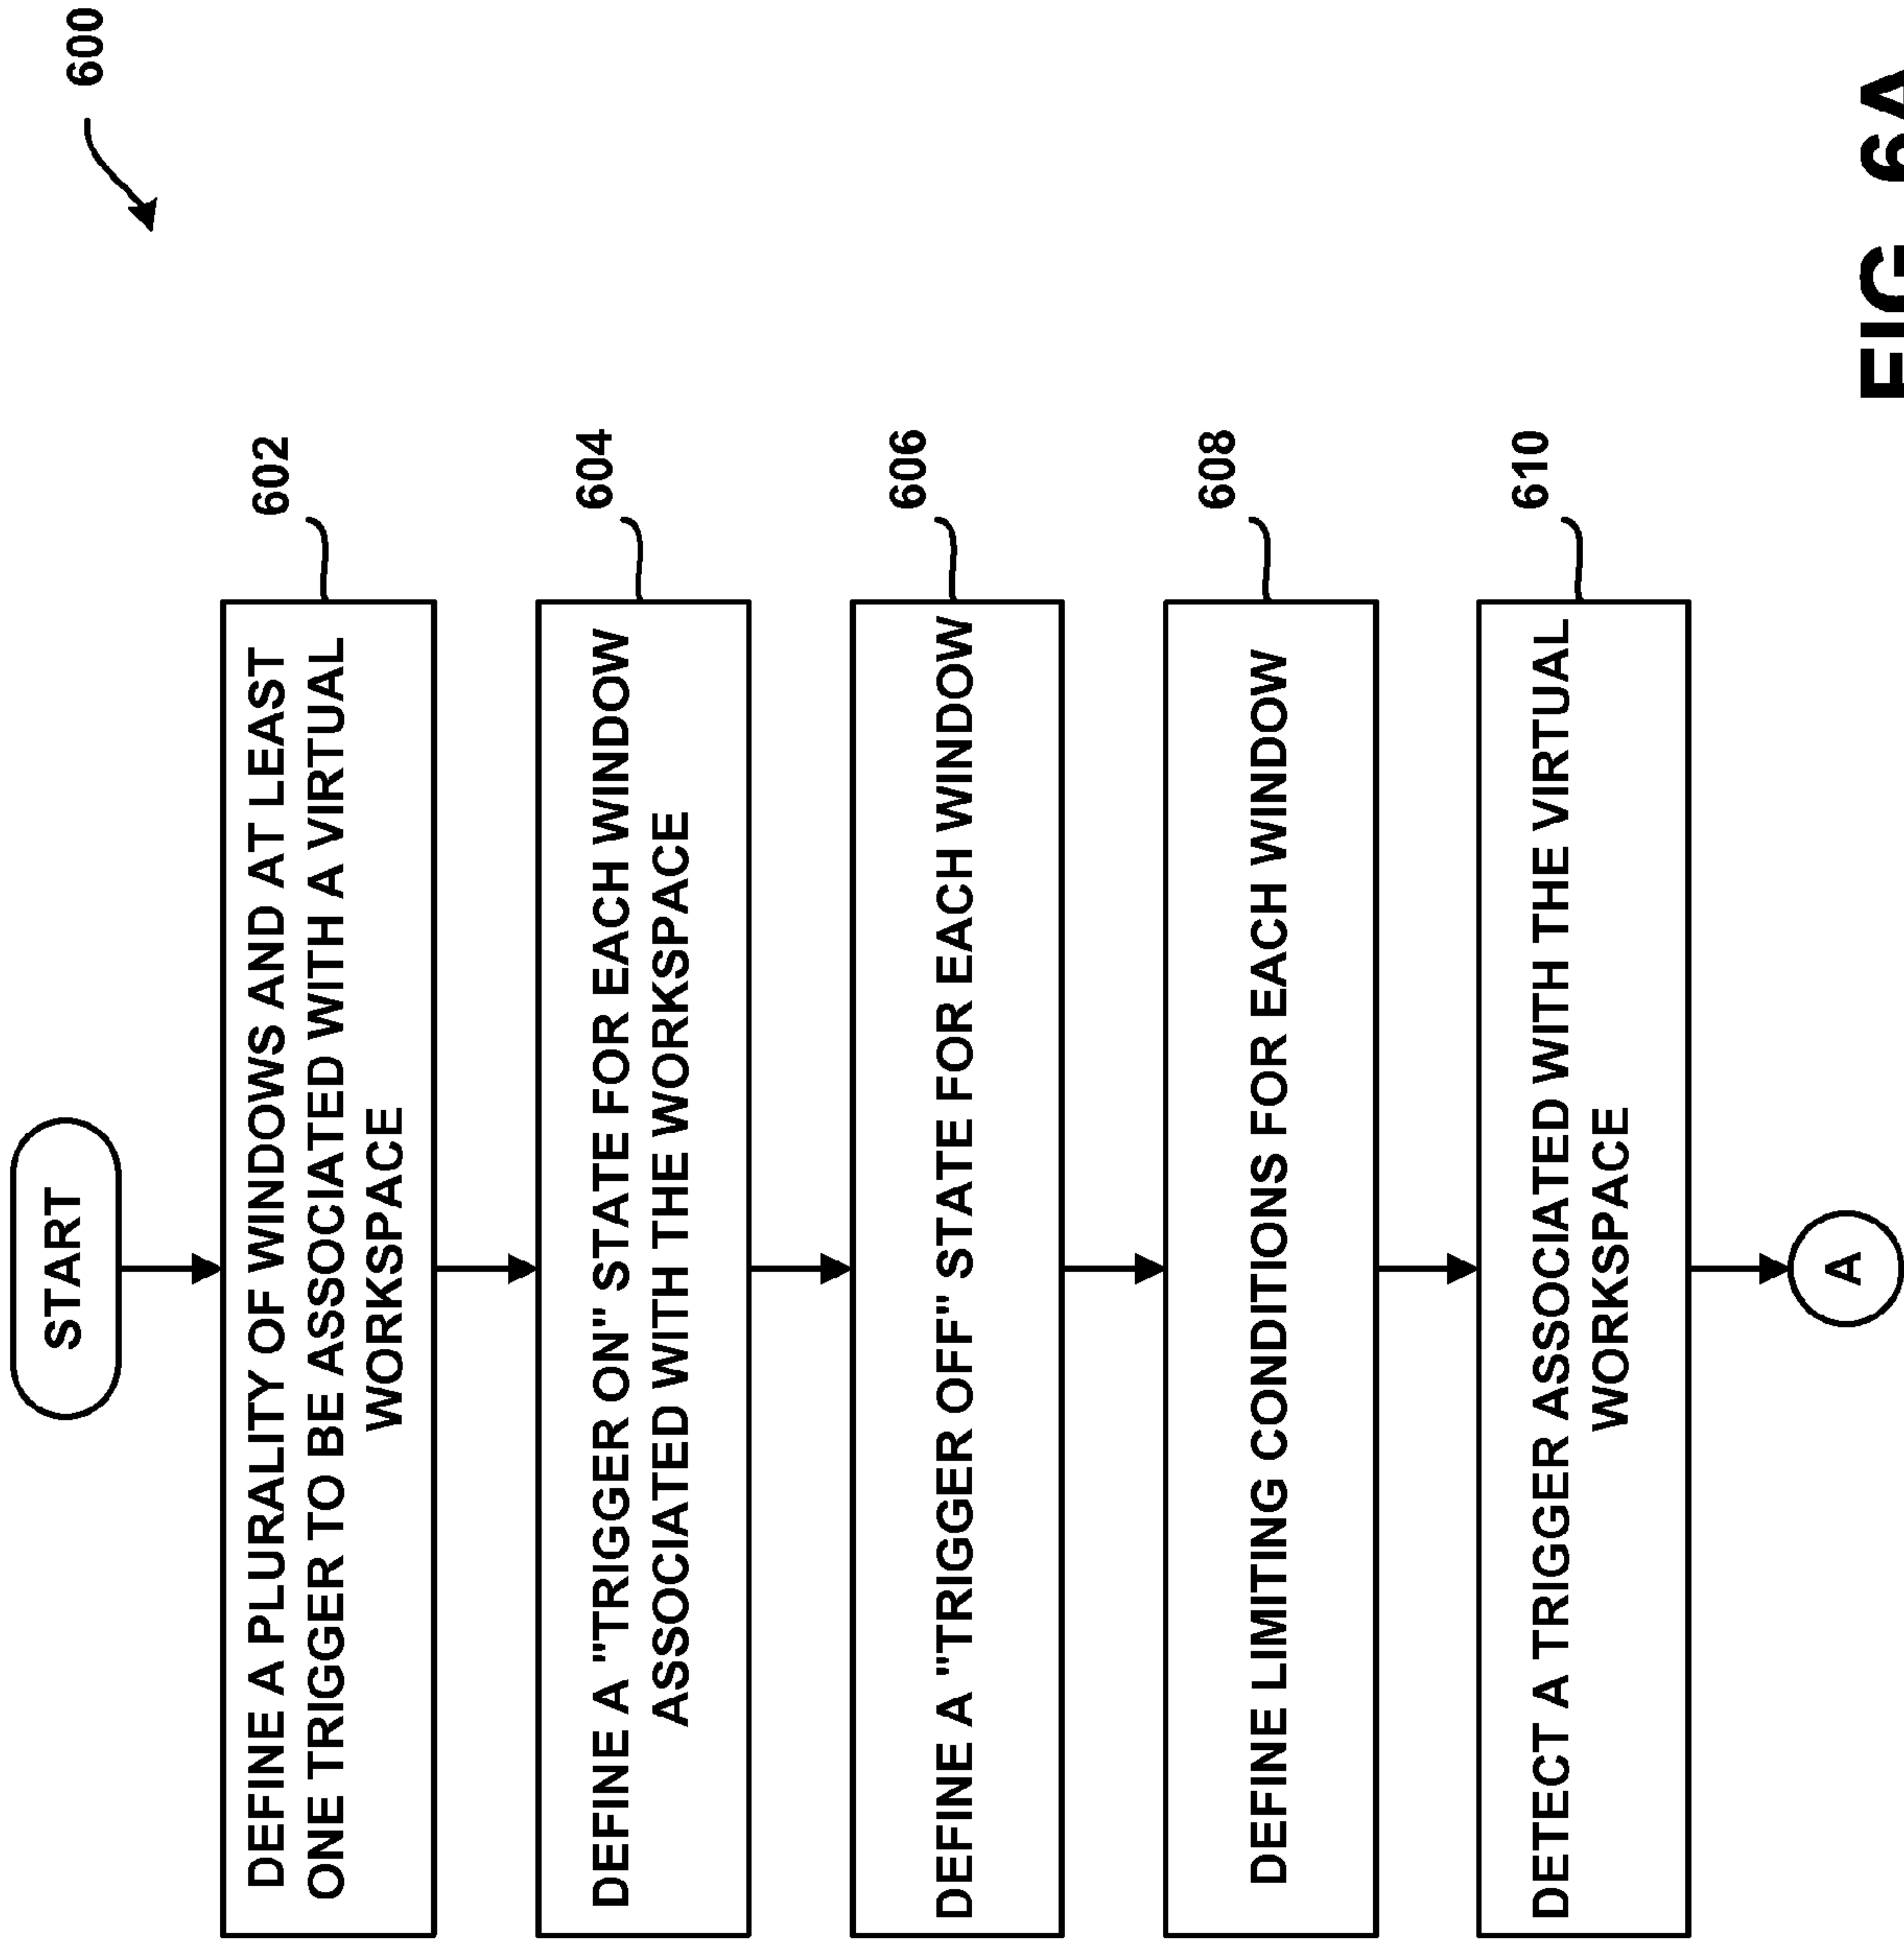 600
START
DEFINE A PLURALITY OF WINDOWS AND AT LEAST
ONE TRIGGER TO BE ASSOCIATED WITH A VIRTUAL
WORKSPACE
602
DEFINE A "TRIGGER ON" STATE FOR EACH WINDOW
ASSOCIATED WITH THE WORKSPACE
604
DEFINE A "TRIGGER OFF" STATE FOR EACH WINDOW
606
DEFINE LIMITING CONDITIONS FOR EACH WINDOW
608
DETECT A TRIGGER ASSOCIATED WITH THE VIRTUAL
WORKSPACE
610
A
FIG. 6A